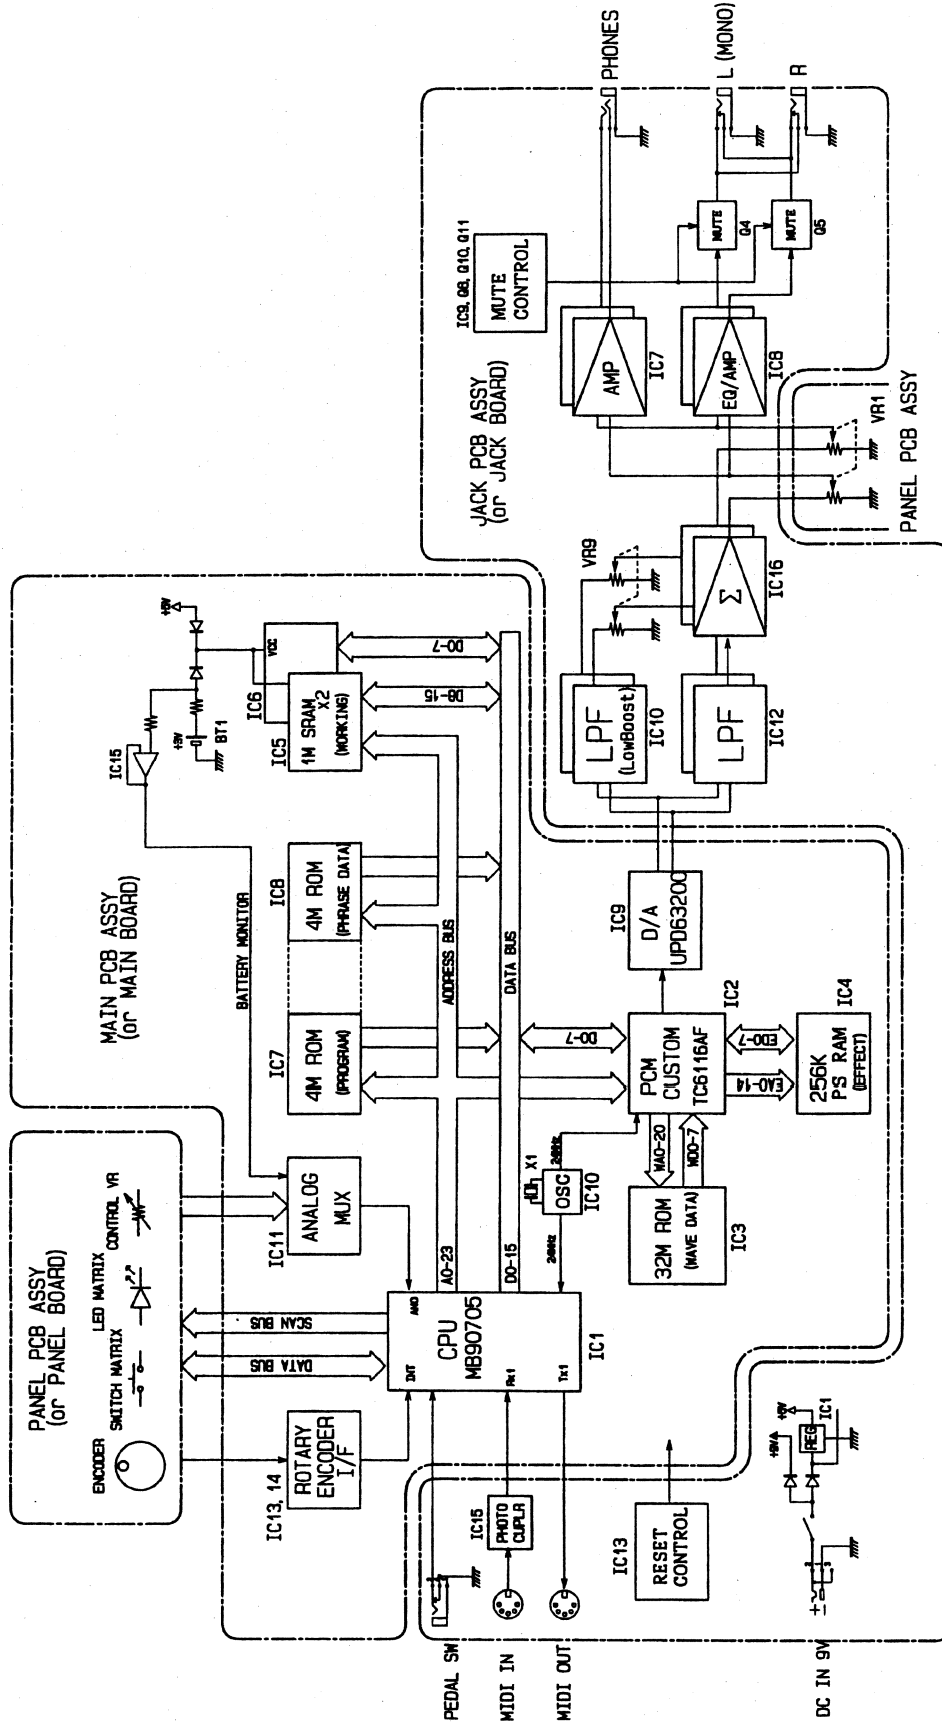 PANEL PCB ASSY
(or PANEL BOARD)
ENCODER
SWITCH MATRIX
LED MATRIX
CONTROL VR
MAIN PCB ASSY
(or MAIN BOARD)
IC13, 14
ROTARY
ENCODER
I/F
DATA BUS
SCAN BUS
IC11
ANALOG
MUX
BATTERY MONITOR
IC15
+3V
BT1
+5V
IC7
4M ROM
(PROGRAM)
IC8
4M ROM
(PHRASE DATA)
IC6
VCC
IC5
1M SRAM
X2
(WORKING)
INT
CPU
MB90705
Rx1
Tx1
IC1
A0-23
ADDRESS BUS
D0-15
DATA BUS
D0-7
D8-15
D0-7
PEDAL SW
MIDI IN
MIDI OUT
IC15
PHOTO
CUPLR
X1
OSC
IC10
PCM
CUSTOM
TC6116AF
IC2
WA0-20
WD0-7
32M ROM
(WAVE DATA)
IC3
EA0-14
ED0-7
256K
PS RAM
(EFFECT)
IC4
IC9
D/A
UPD63200
IC13
RESET
CONTROL
DC IN 9V
+
-
2
3
+9V
+5V
REG
IC1
JACK PCB ASSY
(or JACK BOARD)
LPF
(LowBoost)
IC10
LPF
IC12
VR9
Σ
IC16
PANEL PCB ASSY
VR1
AMP
IC7
EQ/AMP
IC8
IC9, Q8, Q10, Q11
MUTE
CONTROL
MUTE
Q4
MUTE
Q5
PHONES
L (MONO)
R